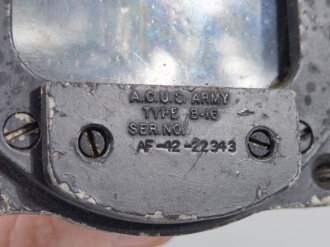 A.C.U.S. ARMY
TYPE B-16
SER.NO.
AF-42-22343